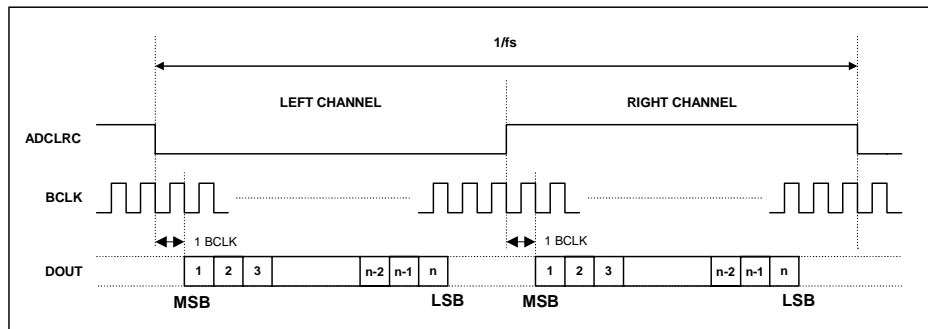 1/fs
LEFT CHANNEL RIGHT CHANNEL
ADCLRC
BCLK
1 BCLK 1 BCLK
DOUT 1 2 3 n-2 n-1 n 1 2 3 n-2 n-1 n
MSB LSB MSB LSB